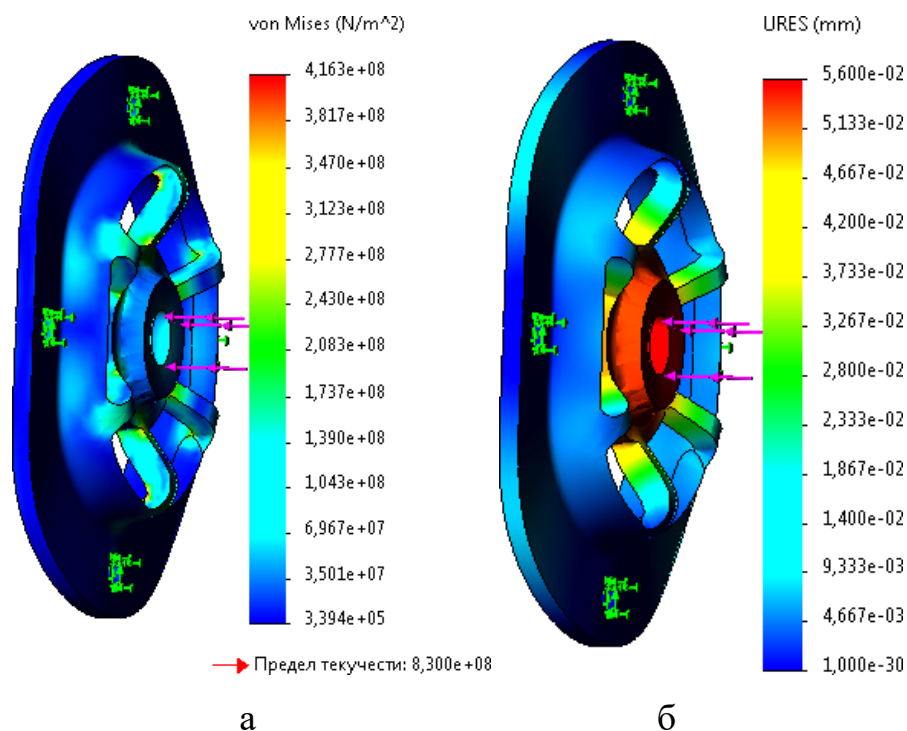 von Mises (N/m^2)
4,163e+08
3,817e+08
3,470e+08
3,123e+08
2,777e+08
2,430e+08
2,083e+08
1,737e+08
1,390e+08
1,043e+08
6,967e+07
3,501e+07
3,394e+05
Предел текучести: 8,300e+08
а
URES (mm)
5,600e-02
5,133e-02
4,667e-02
4,200e-02
3,733e-02
3,267e-02
2,800e-02
2,333e-02
1,867e-02
1,400e-02
9,333e-03
4,667e-03
1,000e-30
б